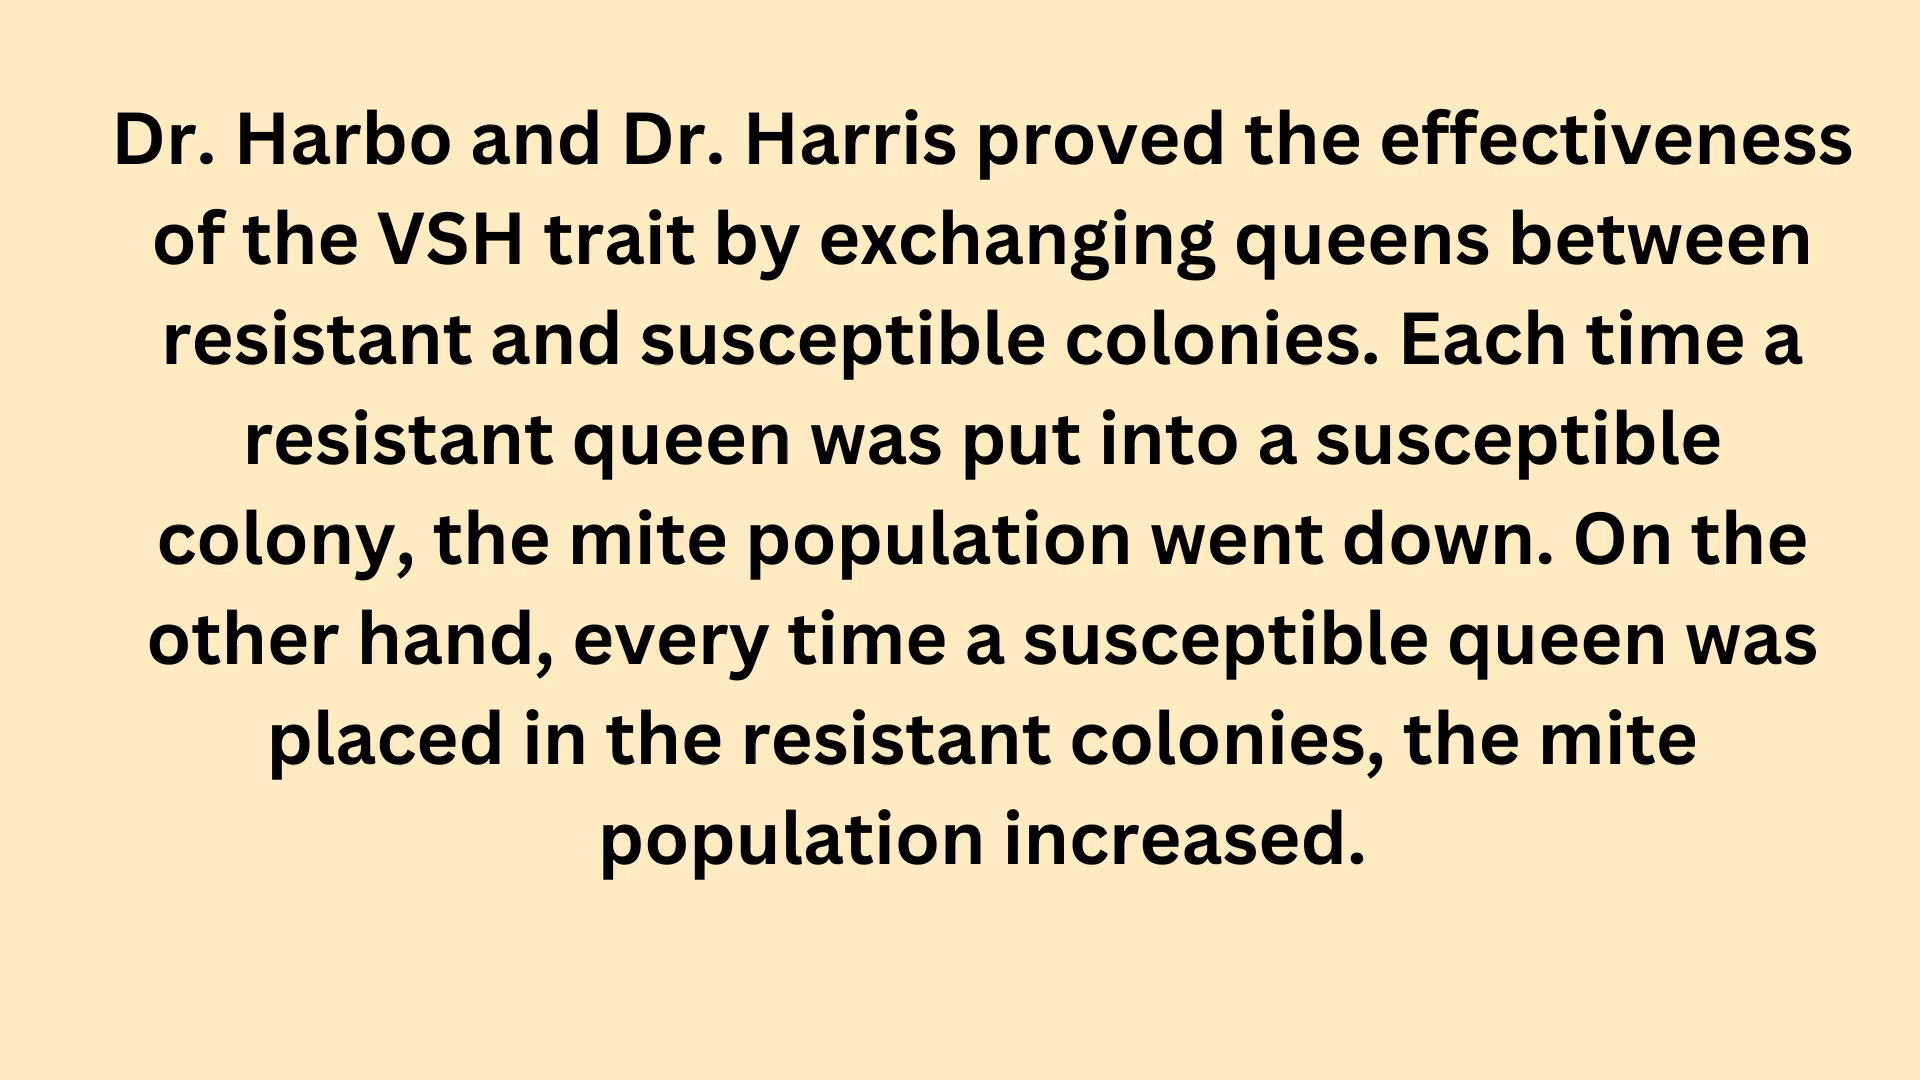 Dr. Harbo and Dr. Harris proved the effectiveness
of the VSH trait by exchanging queens between
resistant and susceptible colonies. Each time a
resistant queen was put into a susceptible
colony, the mite population went down. On the
other hand, every time a susceptible queen was
placed in the resistant colonies, the mite
population increased.